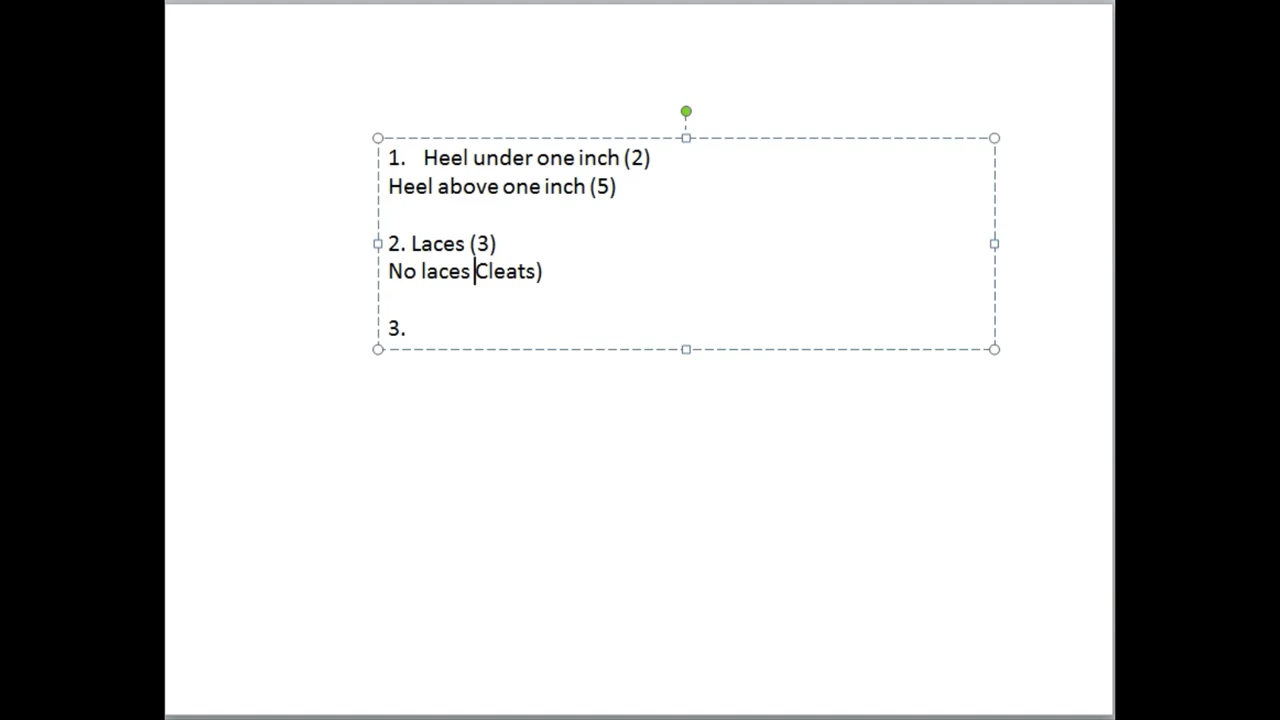 1. Heel under one inch (2)
Heel above one inch (5)
2. Laces (3)
No laces Cleats)
3.